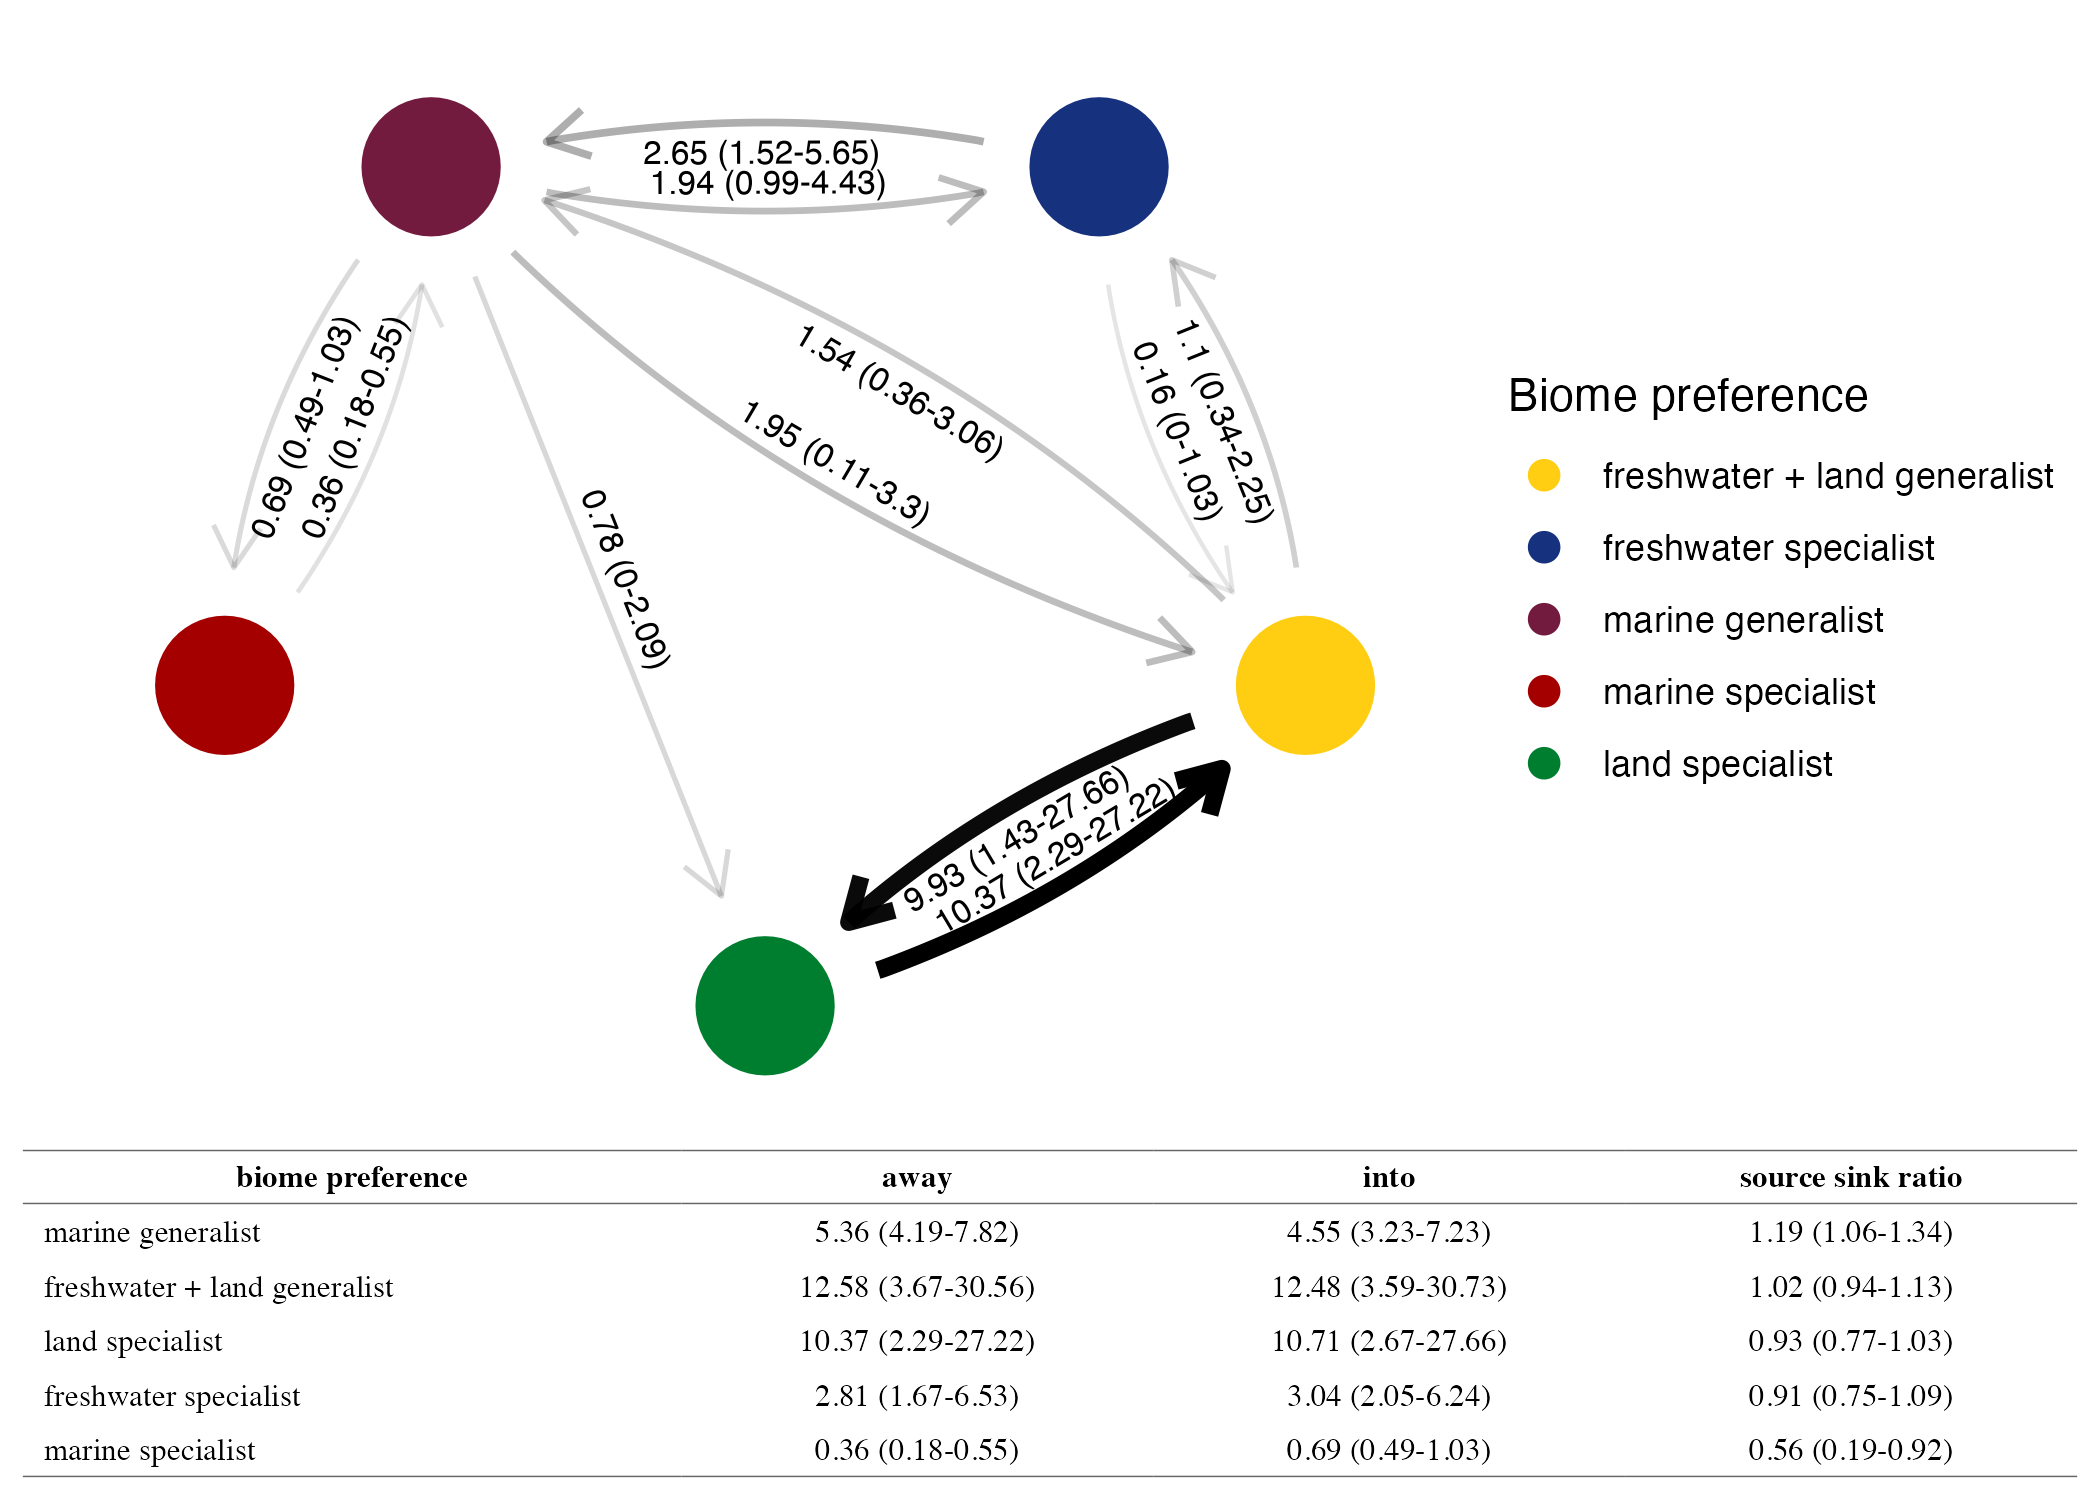 2.65 (1.52-5.65)
1.94 (0.99-4.43)
0.69 (0.49-1.03)
0.36 (0.18-0.55)
1.54 (0.36-3.06)
1.95 (0.11-3.3)
1.1 (0.34-2.25)
0.16 (0-1.03)
0.78 (0-2.09)
9.93 (1.43-27.66)
10.37 (2.29-27.22)
Biome preference
freshwater + land generalist
freshwater specialist
marine generalist
marine specialist
land specialist
biome preference away into source sink ratio
marine generalist 5.36 (4.19-7.82) 4.55 (3.23-7.23) 1.19 (1.06-1.34)
freshwater + land generalist 12.58 (3.67-30.56) 12.48 (3.59-30.73) 1.02 (0.94-1.13)
land specialist 10.37 (2.29-27.22) 10.71 (2.67-27.66) 0.93 (0.77-1.03)
freshwater specialist 2.81 (1.67-6.53) 3.04 (2.05-6.24) 0.91 (0.75-1.09)
marine specialist 0.36 (0.18-0.55) 0.69 (0.49-1.03) 0.56 (0.19-0.92)